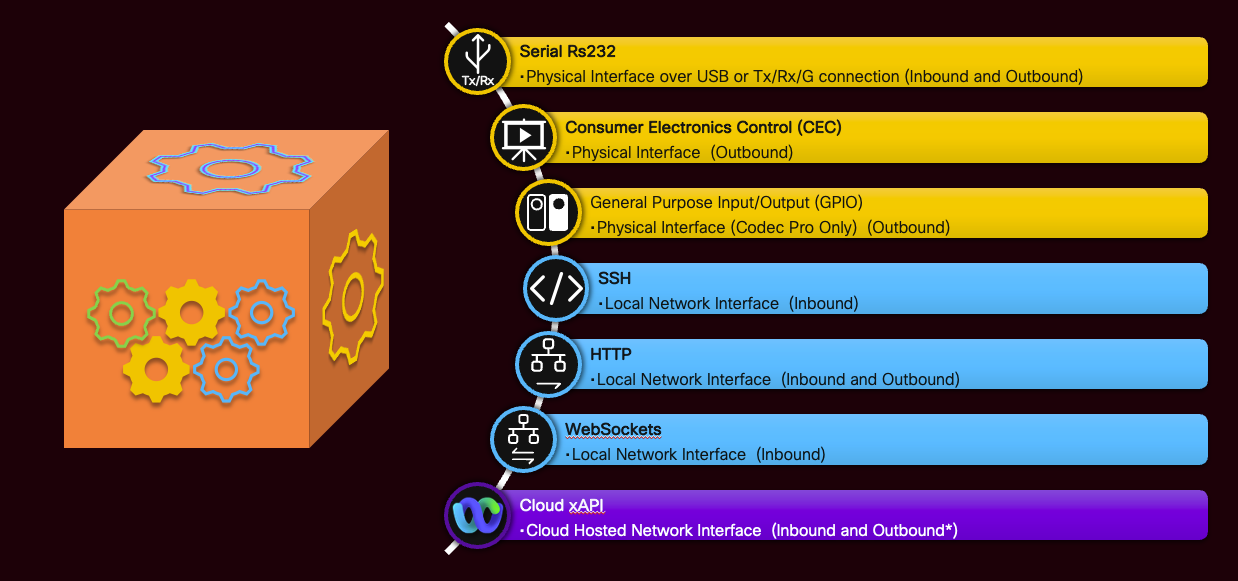 Tx/Rx
Serial Rs232
·Physical Interface over USB or Tx/Rx/G connection (Inbound and Outbound)
Consumer Electronics Control (CEC)
·Physical Interface (Outbound)
General Purpose Input/Output (GPIO)
·Physical Interface (Codec Pro Only) (Outbound)
SSH
·Local Network Interface (Inbound)
HTTP
·Local Network Interface (Inbound and Outbound)
WebSockets
·Local Network Interface (Inbound)
Cloud xAPI
·Cloud Hosted Network Interface (Inbound and Outbound*)